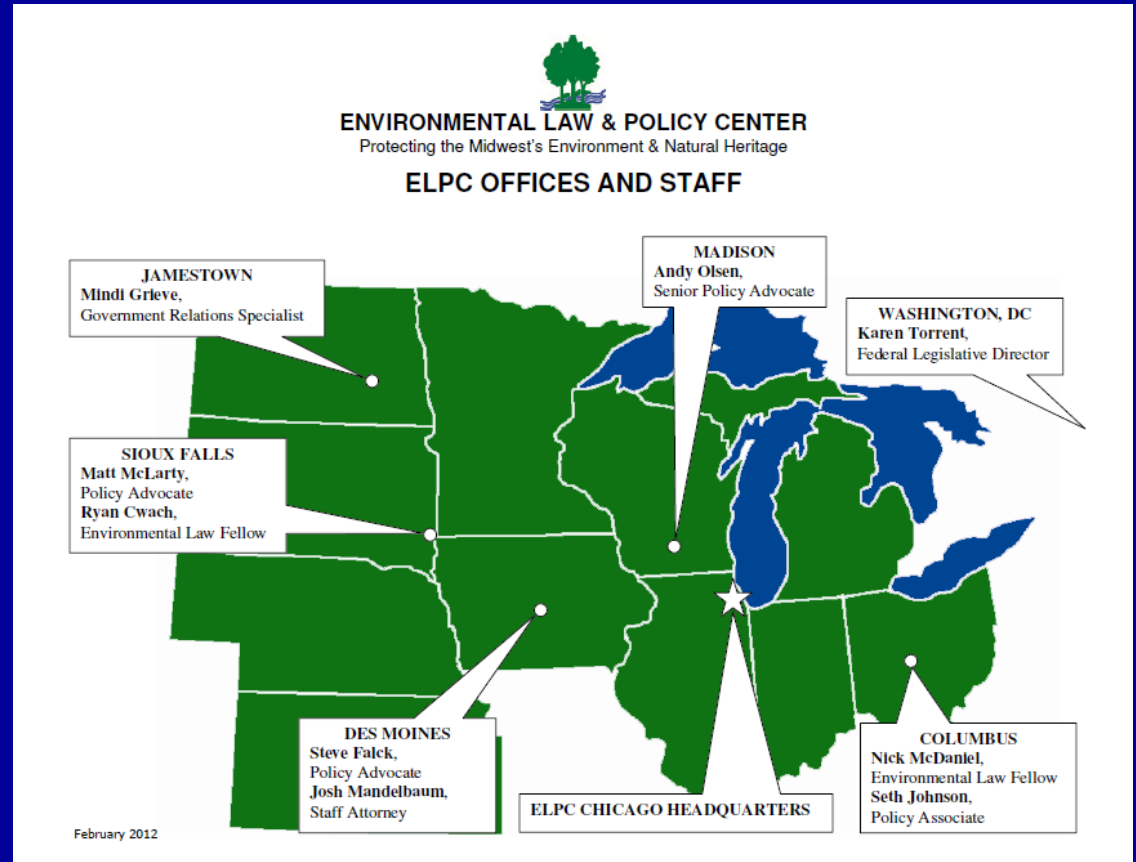 ENVIRONMENTAL LAW & POLICY CENTER
Protecting the Midwest's Environment & Natural Heritage
ELPC OFFICES AND STAFF
MADISON
Andy Olsen,
Senior Policy Advocate
JAMESTOWN
Mindi Grieve,
Government Relations Specialist
WASHINGTON, DC
Karen Torrent,
Federal Legislative Director
SIOUX FALLS
Matt McLarty,
Policy Advocate
Ryan Cwach,
Environmental Law Fellow
DES MOINES
Steve Falck,
Policy Advocate
Josh Mandelbaum,
Staff Attorney
ELPC CHICAGO HEADQUARTERS
COLUMBUS
Nick McDaniel,
Environmental Law Fellow
Seth Johnson,
Policy Associate
February 2012